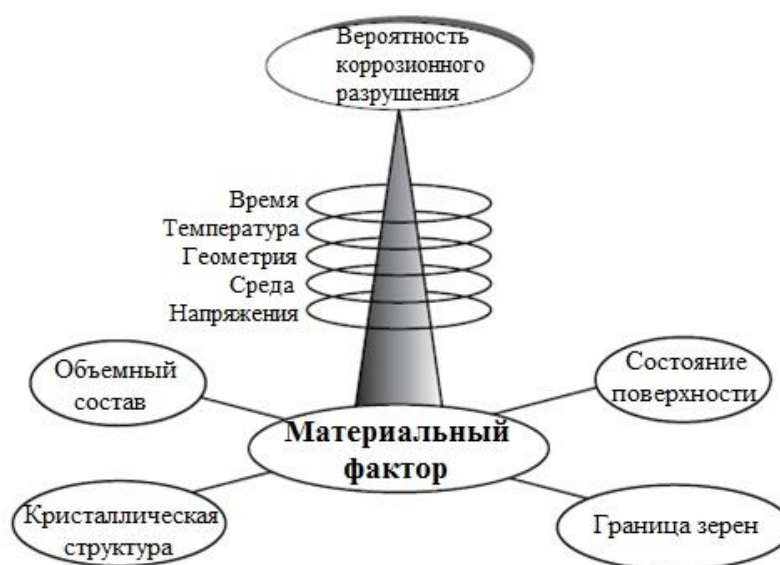 Вероятность
коррозионного
разрушения
Время
Температура
Геометрия
Среда
Напряжения
Объемный
состав
Состояние
поверхности
Материальный
фактор
Кристаллическая
структура
Граница зерен